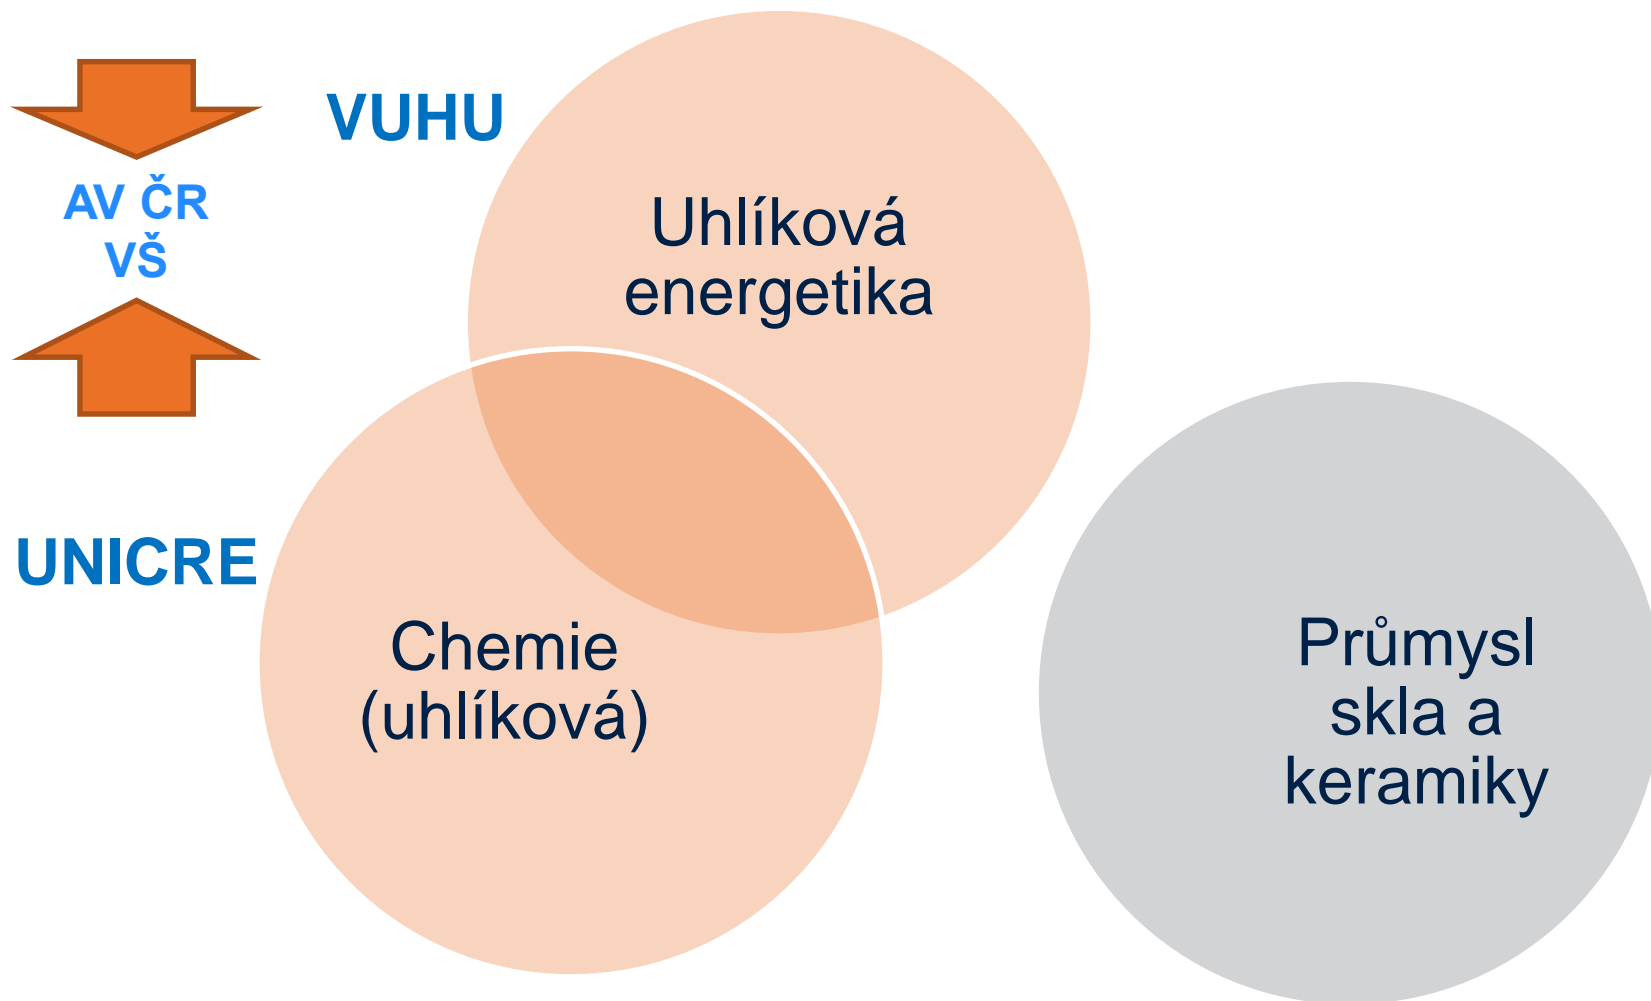 VUHU
AV ČR
VŠ
Uhlíková
energetika
UNICRE
Chemie
(uhlíková)
Průmysl
skla a
keramiky